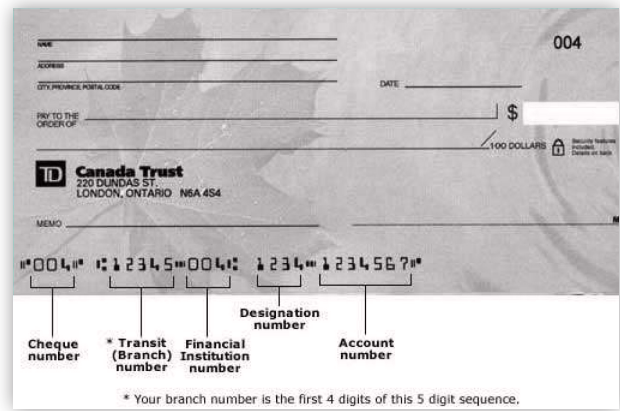 NAME
004
ADDRESS
CITY, PROVINCE, POSTAL CODE
DATE
PAY TO THE
ORDER OF
$
100 DOLLARS
Security features
included.
Details on back.
TD Canada Trust
220 DUNDAS ST.
LONDON, ONTARIO N6A 4S4
MEMO
M
⑈004⑈ ⑆12345⑉004⑆ 1234⑉1234567⑈
Designation
number
Cheque
number
* Transit
(Branch)
number
Financial
Institution
number
Account
number
* Your branch number is the first 4 digits of this 5 digit sequence.